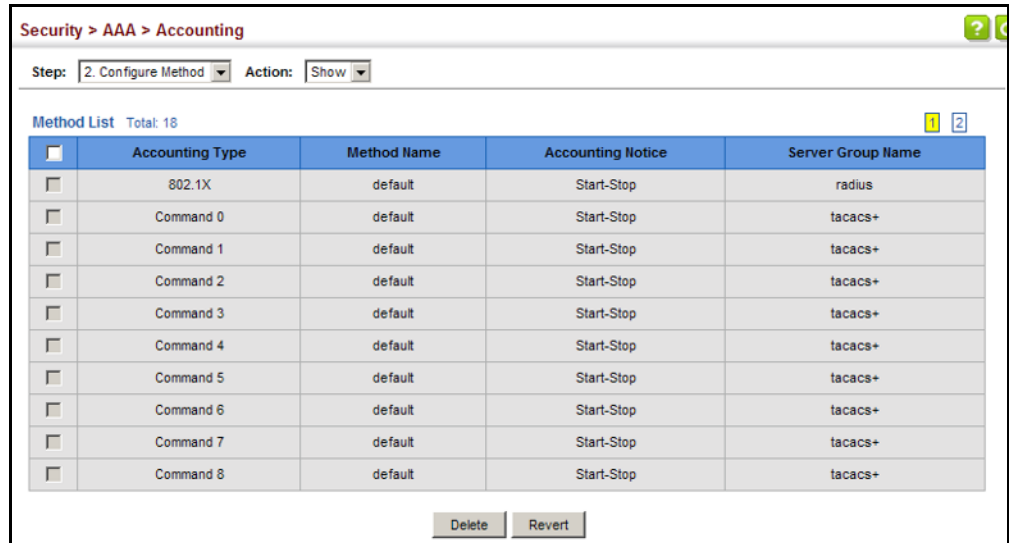 Security > AAA > Accounting
?
Step: 2. Configure Method Action: Show
Method List Total: 18 1 2
Accounting Type Method Name Accounting Notice Server Group Name
802.1X default Start-Stop radius
Command 0 default Start-Stop tacacs+
Command 1 default Start-Stop tacacs+
Command 2 default Start-Stop tacacs+
Command 3 default Start-Stop tacacs+
Command 4 default Start-Stop tacacs+
Command 5 default Start-Stop tacacs+
Command 6 default Start-Stop tacacs+
Command 7 default Start-Stop tacacs+
Command 8 default Start-Stop tacacs+
Delete Revert